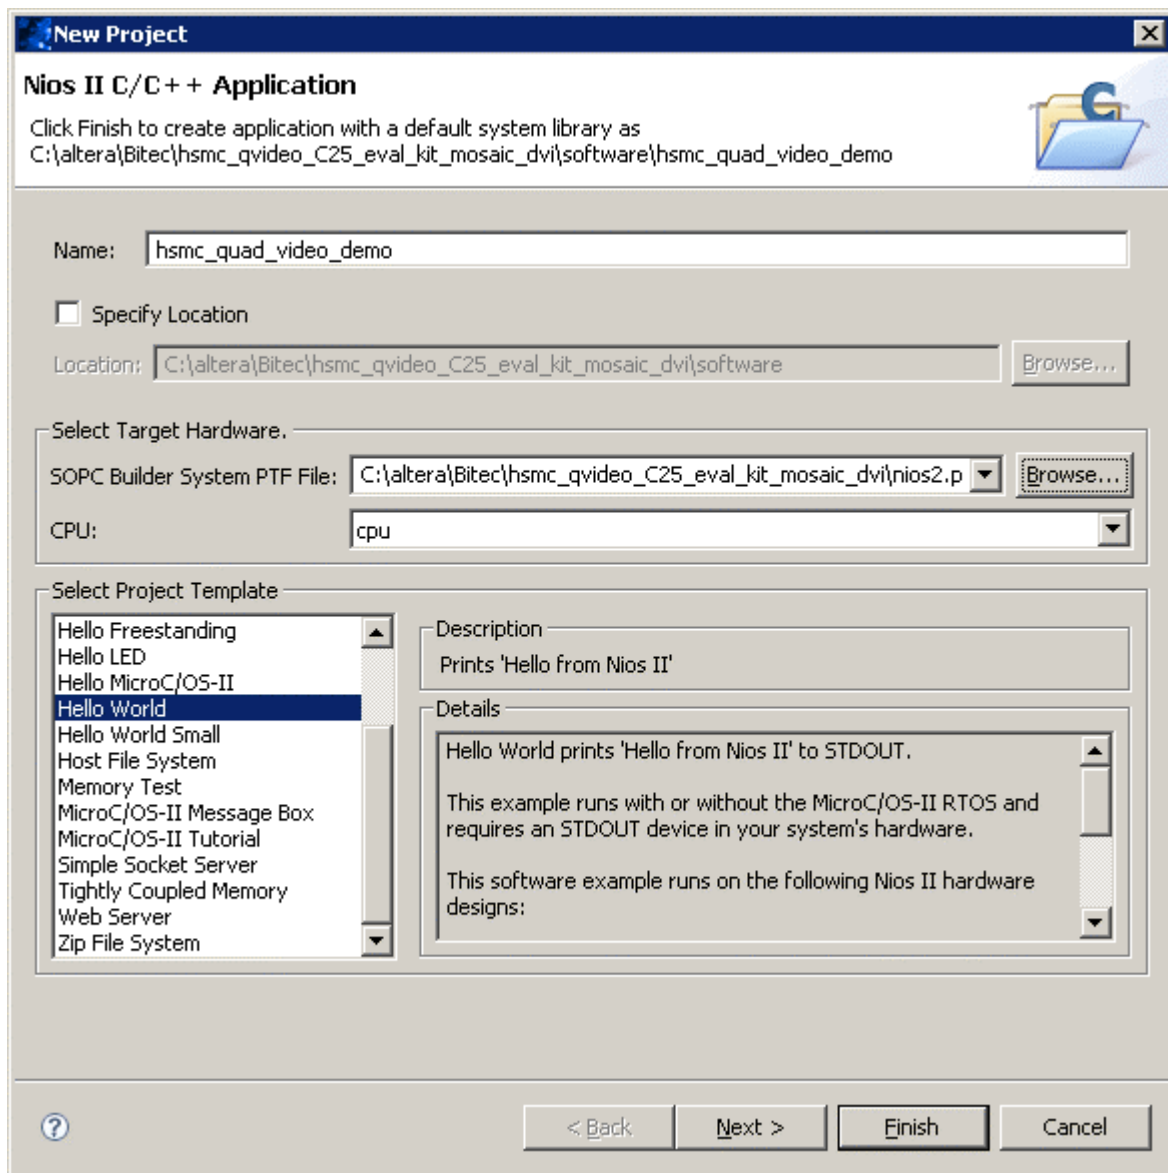 New Project
Nios II C/C++ Application
Click Finish to create application with a default system library as
C:\altera\Bitec\hsmc_qvideo_C25_eval_kit_mosaic_dvi\software\hsmc_quad_video_demo
Name: hsmc_quad_video_demo
Specify Location
Location: C:\altera\Bitec\hsmc_qvideo_C25_eval_kit_mosaic_dvi\software Browse...
Select Target Hardware.
SOPC Builder System PTF File: C:\altera\Bitec\hsmc_qvideo_C25_eval_kit_mosaic_dvi\nios2.p Browse...
CPU: cpu
Select Project Template
Hello Freestanding
Hello LED
Hello MicroC/OS-II
Hello World
Hello World Small
Host File System
Memory Test
MicroC/OS-II Message Box
MicroC/OS-II Tutorial
Simple Socket Server
Tightly Coupled Memory
Web Server
Zip File System
Description
Prints 'Hello from Nios II'
Details
Hello World prints 'Hello from Nios II' to STDOUT.
This example runs with or without the MicroC/OS-II RTOS and
requires an STDOUT device in your system's hardware.
This software example runs on the following Nios II hardware
designs:
< Back Next > Finish Cancel